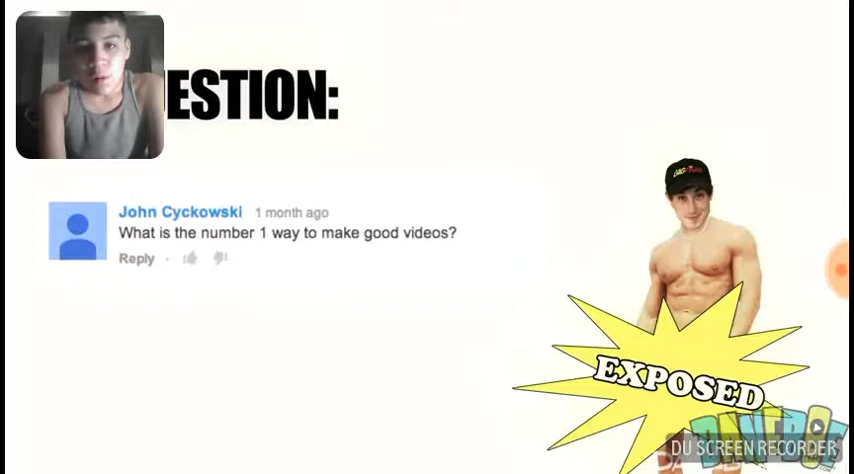 ESTION:
John Cyckowski 1 month ago
What is the number 1 way to make good videos?
Reply ·
EXPOSED
DU SCREEN RECORDER